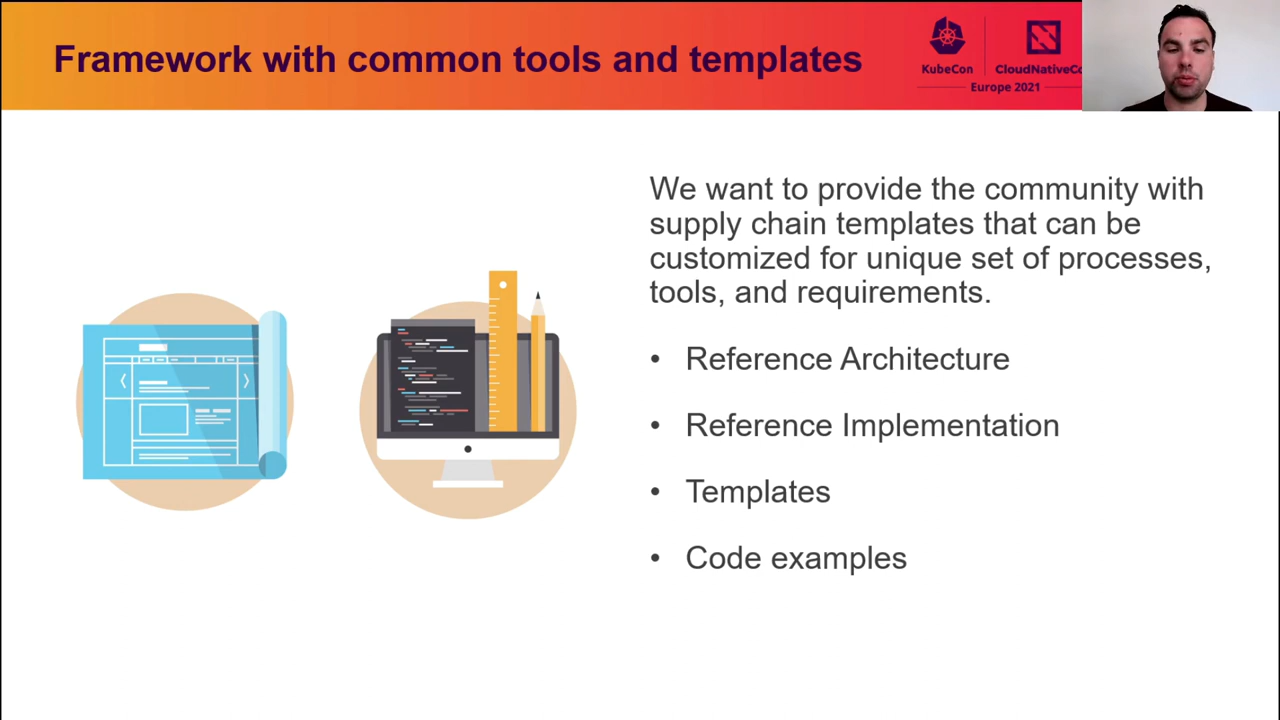 Framework with common tools and templates
KubeCon
CloudNativeCo
Europe 2021
We want to provide the community with
supply chain templates that can be
customized for unique set of processes,
tools, and requirements.
• Reference Architecture
• Reference Implementation
• Templates
• Code examples